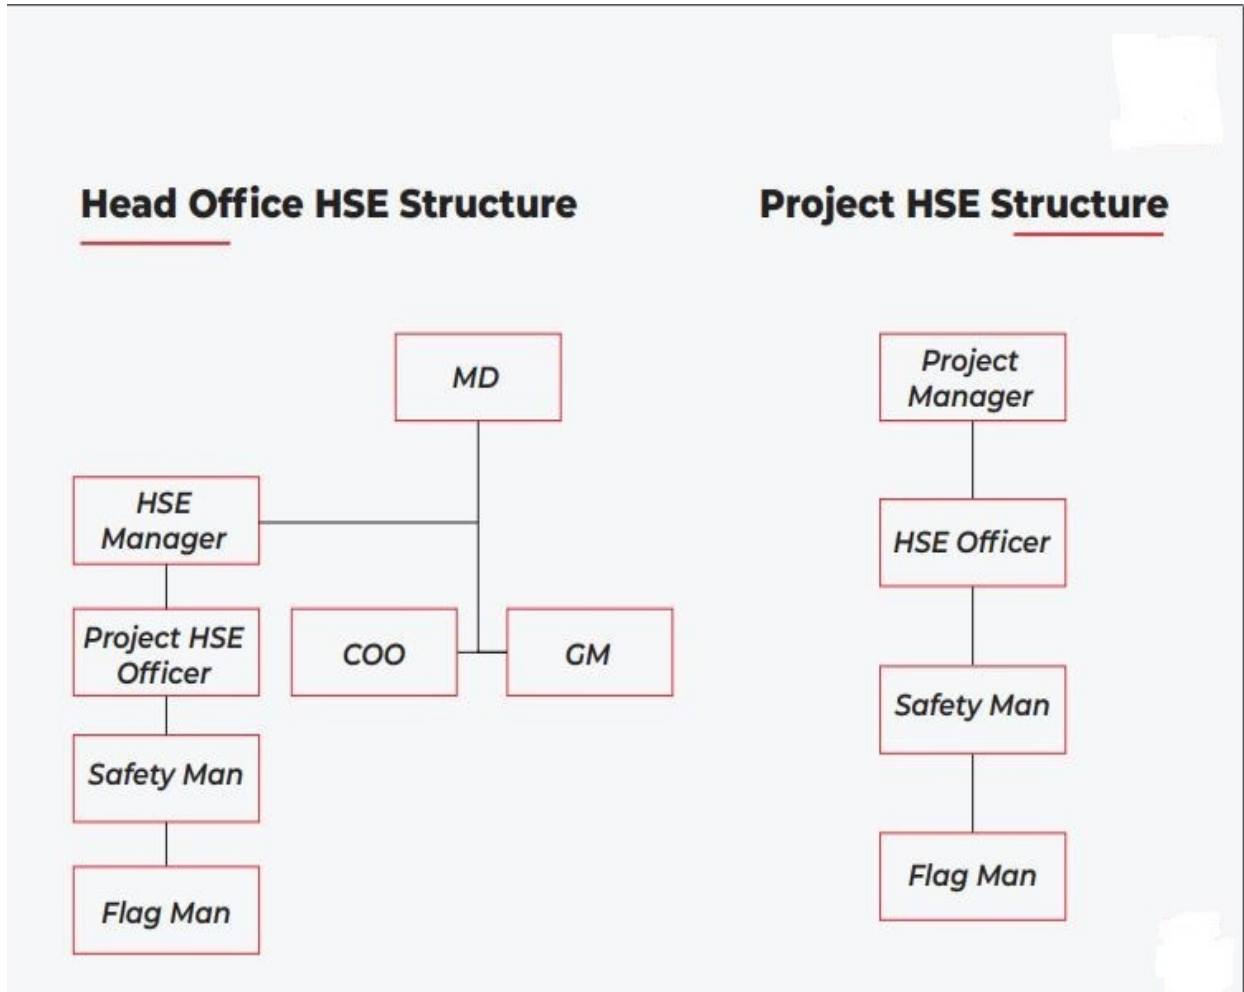 Head Office HSE Structure
MD
HSE
Manager
Project HSE
Officer
COO
GM
Safety Man
Flag Man
Project HSE Structure
Project
Manager
HSE Officer
Safety Man
Flag Man